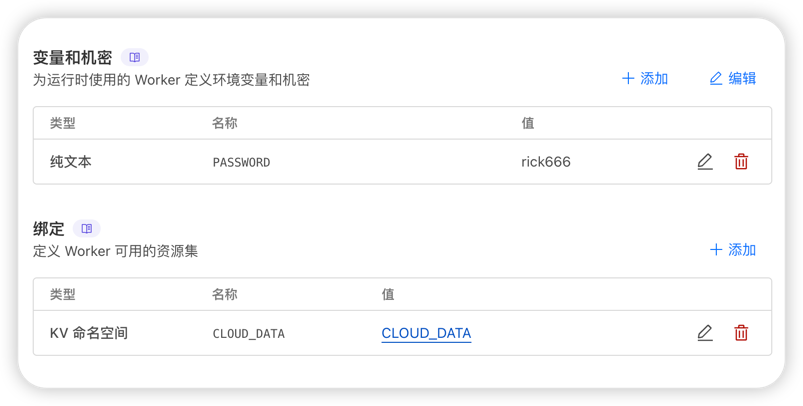 变量和机密
为运行时使用的 Worker 定义环境变量和机密
添加 编辑
类型 名称 值
纯文本 PASSWORD rick666
绑定
定义 Worker 可用的资源集
添加
类型 名称 值
KV 命名空间 CLOUD_DATA CLOUD_DATA